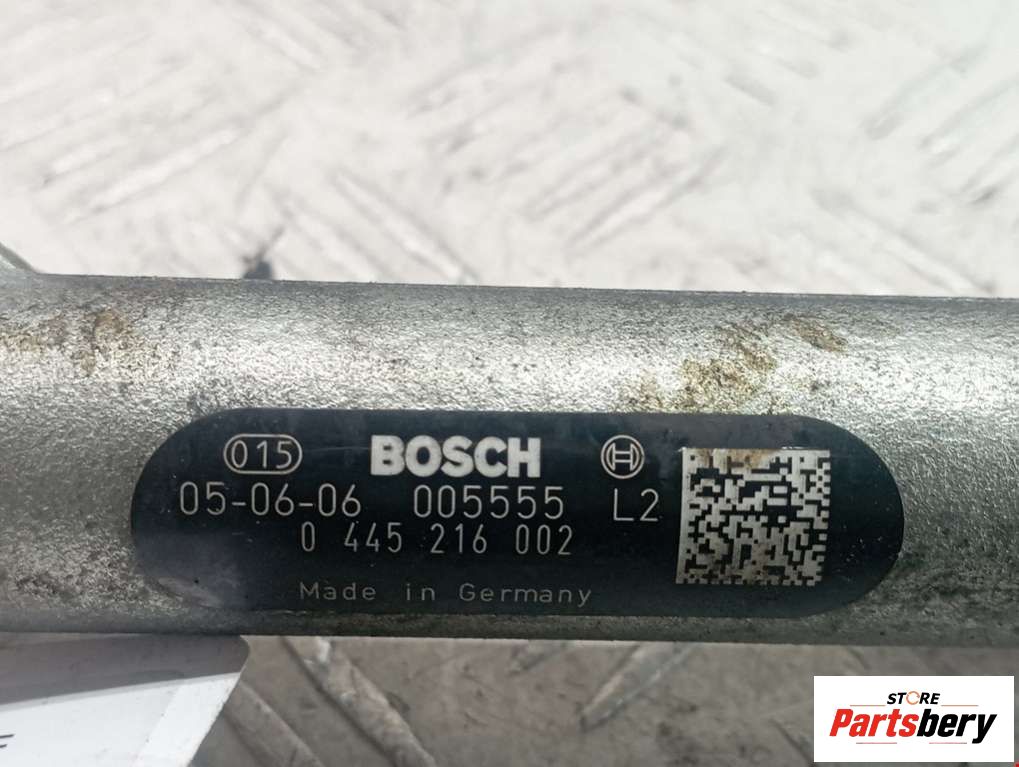 015 BOSCH
05-06-06 005555 L2
0 445 216 002
Made in Germany
STORE
Partsbery